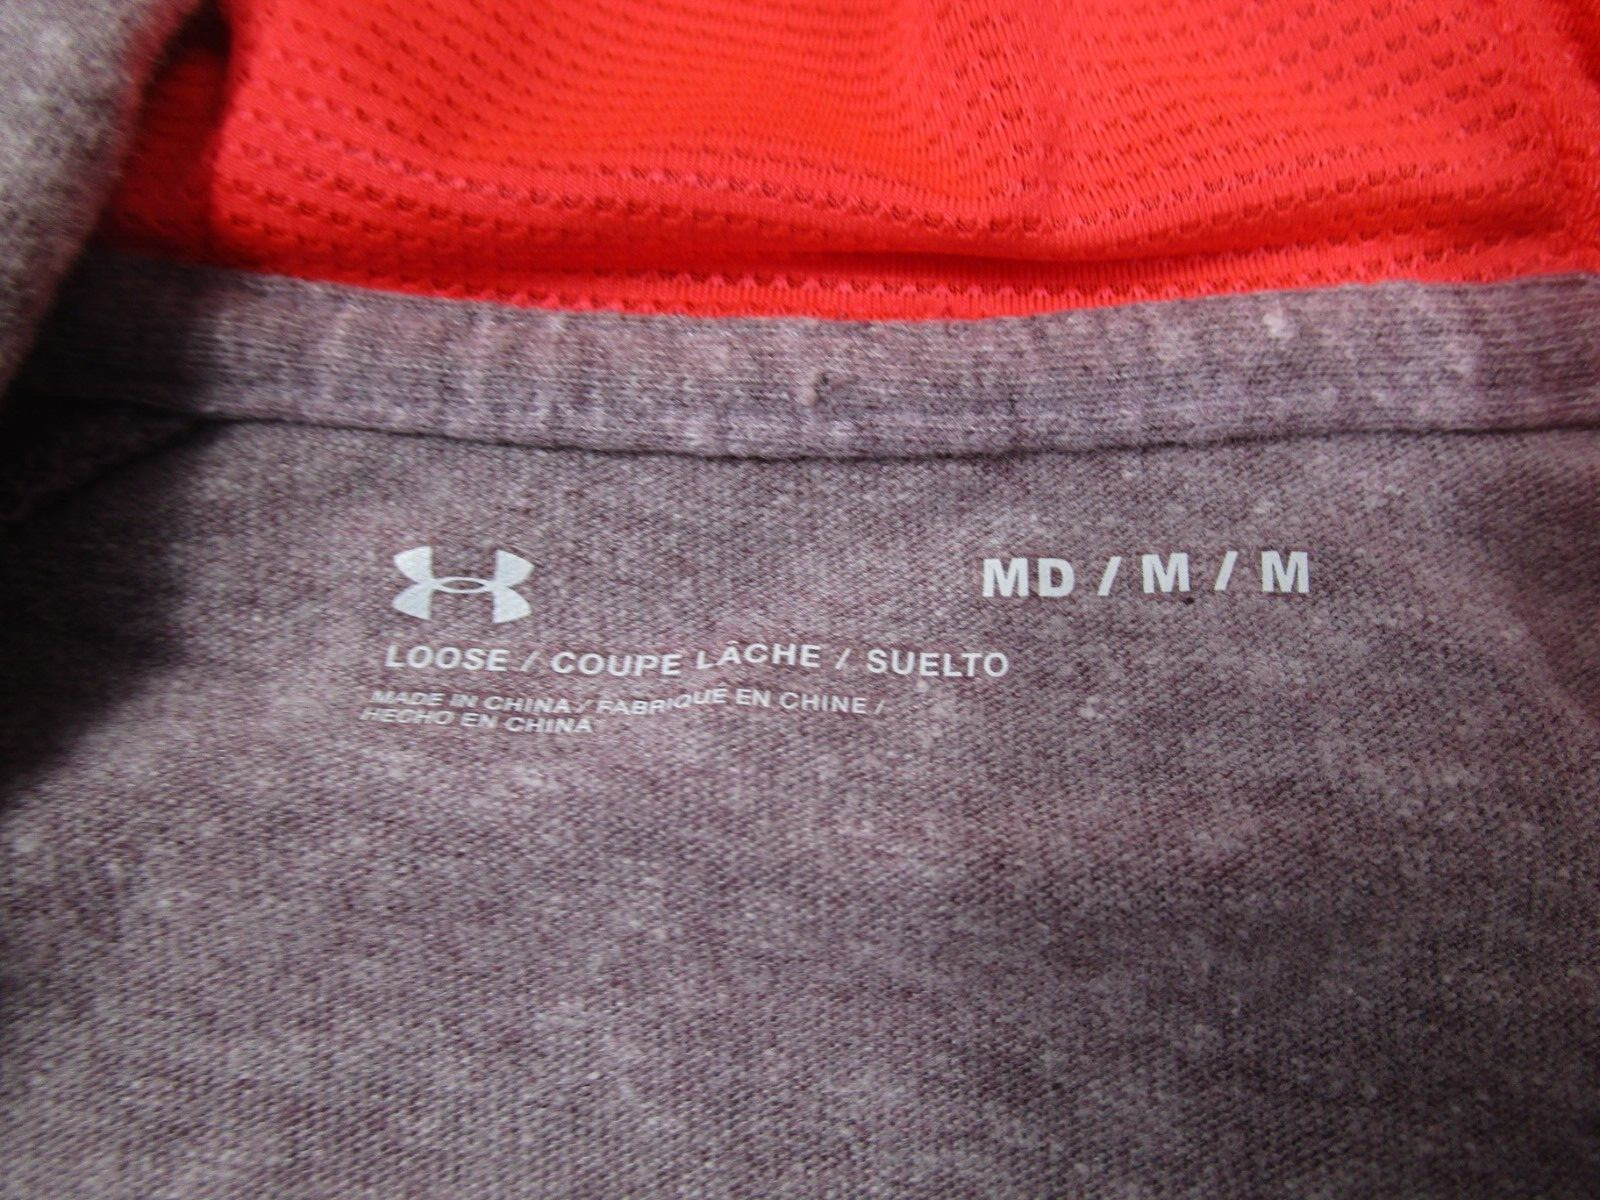 MD / M / M
LOOSE / COUPE LÂCHE / SUELTO
MADE IN CHINA / FABRIQUÉ EN CHINE /
HECHO EN CHINA